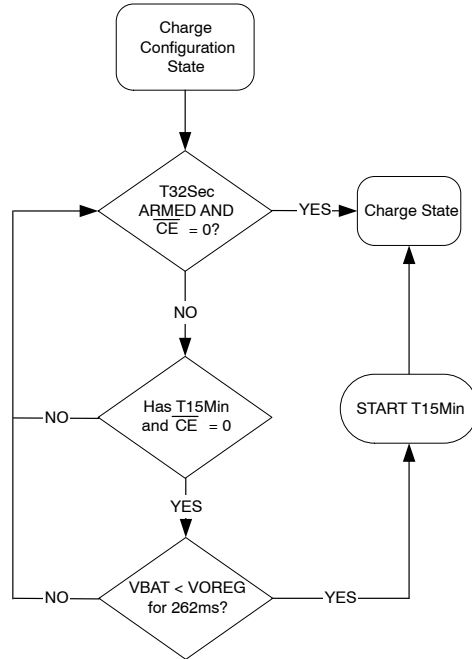 Charge
Configuration
State
T32Sec
ARMED AND
CE = 0?
YES
Charge State
NO
Has T15Min
and CE = 0
NO
START T15Min
YES
VBAT < VOREG
for 262ms?
NO
YES